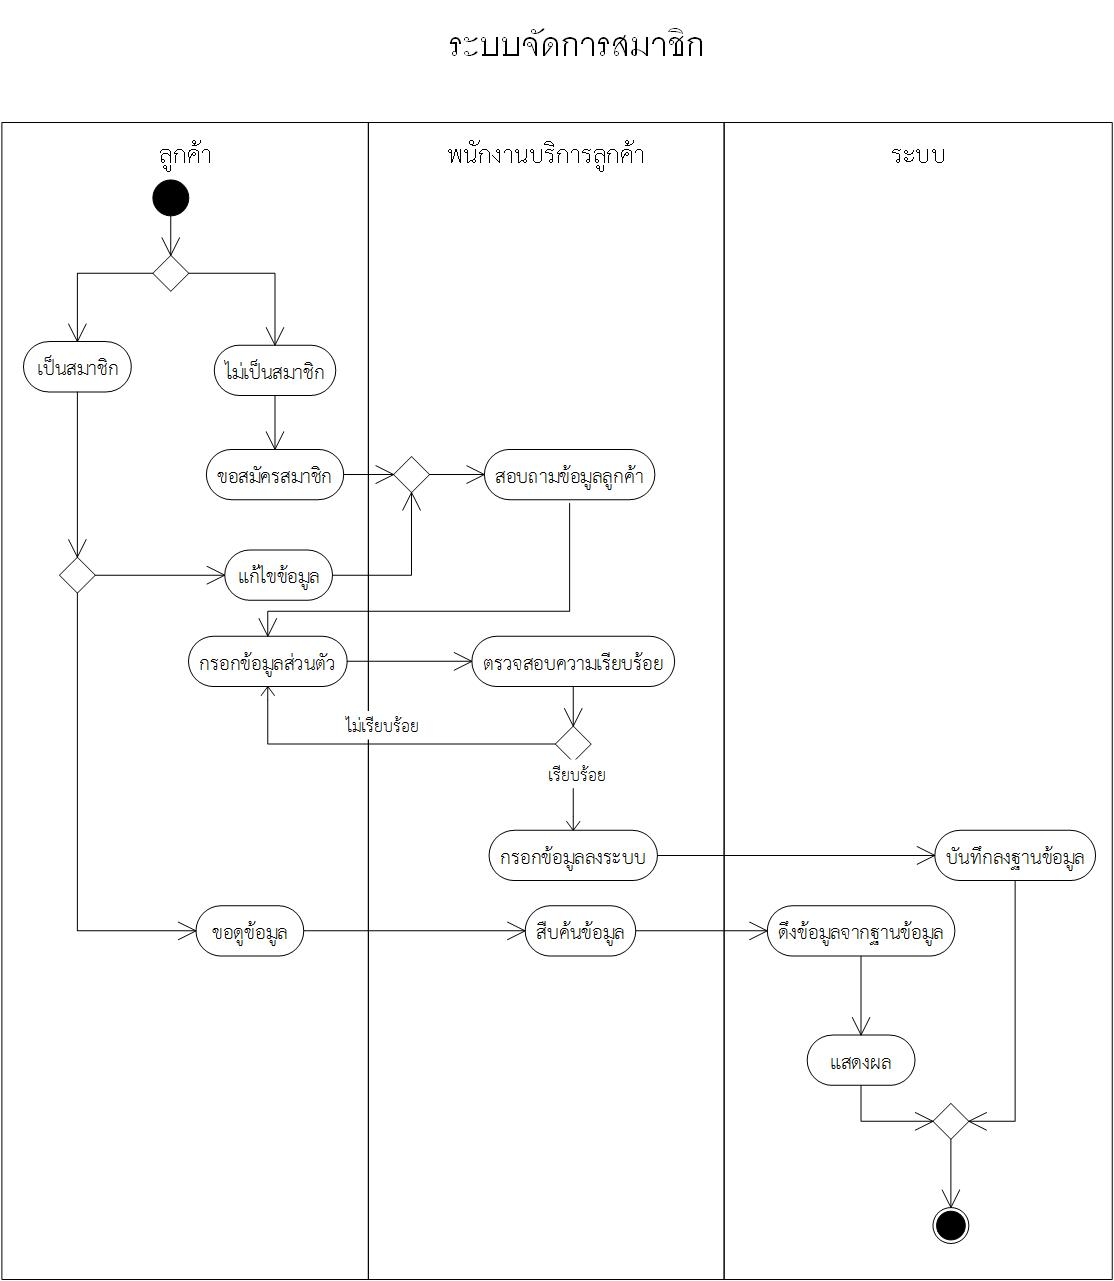 ระบบจัดการสมาชิก
ลูกค้า
พนักงานบริการลูกค้า
ระบบ
เป็นสมาชิก
ไม่เป็นสมาชิก
ขอสมัครสมาชิก
สอบถามข้อมูลลูกค้า
แก้ไขข้อมูล
กรอกข้อมูลส่วนตัว
ตรวจสอบความเรียบร้อย
ไม่เรียบร้อย
เรียบร้อย
กรอกข้อมูลลงระบบ
บันทึกลงฐานข้อมูล
ขอดูข้อมูล
สืบค้นข้อมูล
ดึงข้อมูลจากฐานข้อมูล
แสดงผล